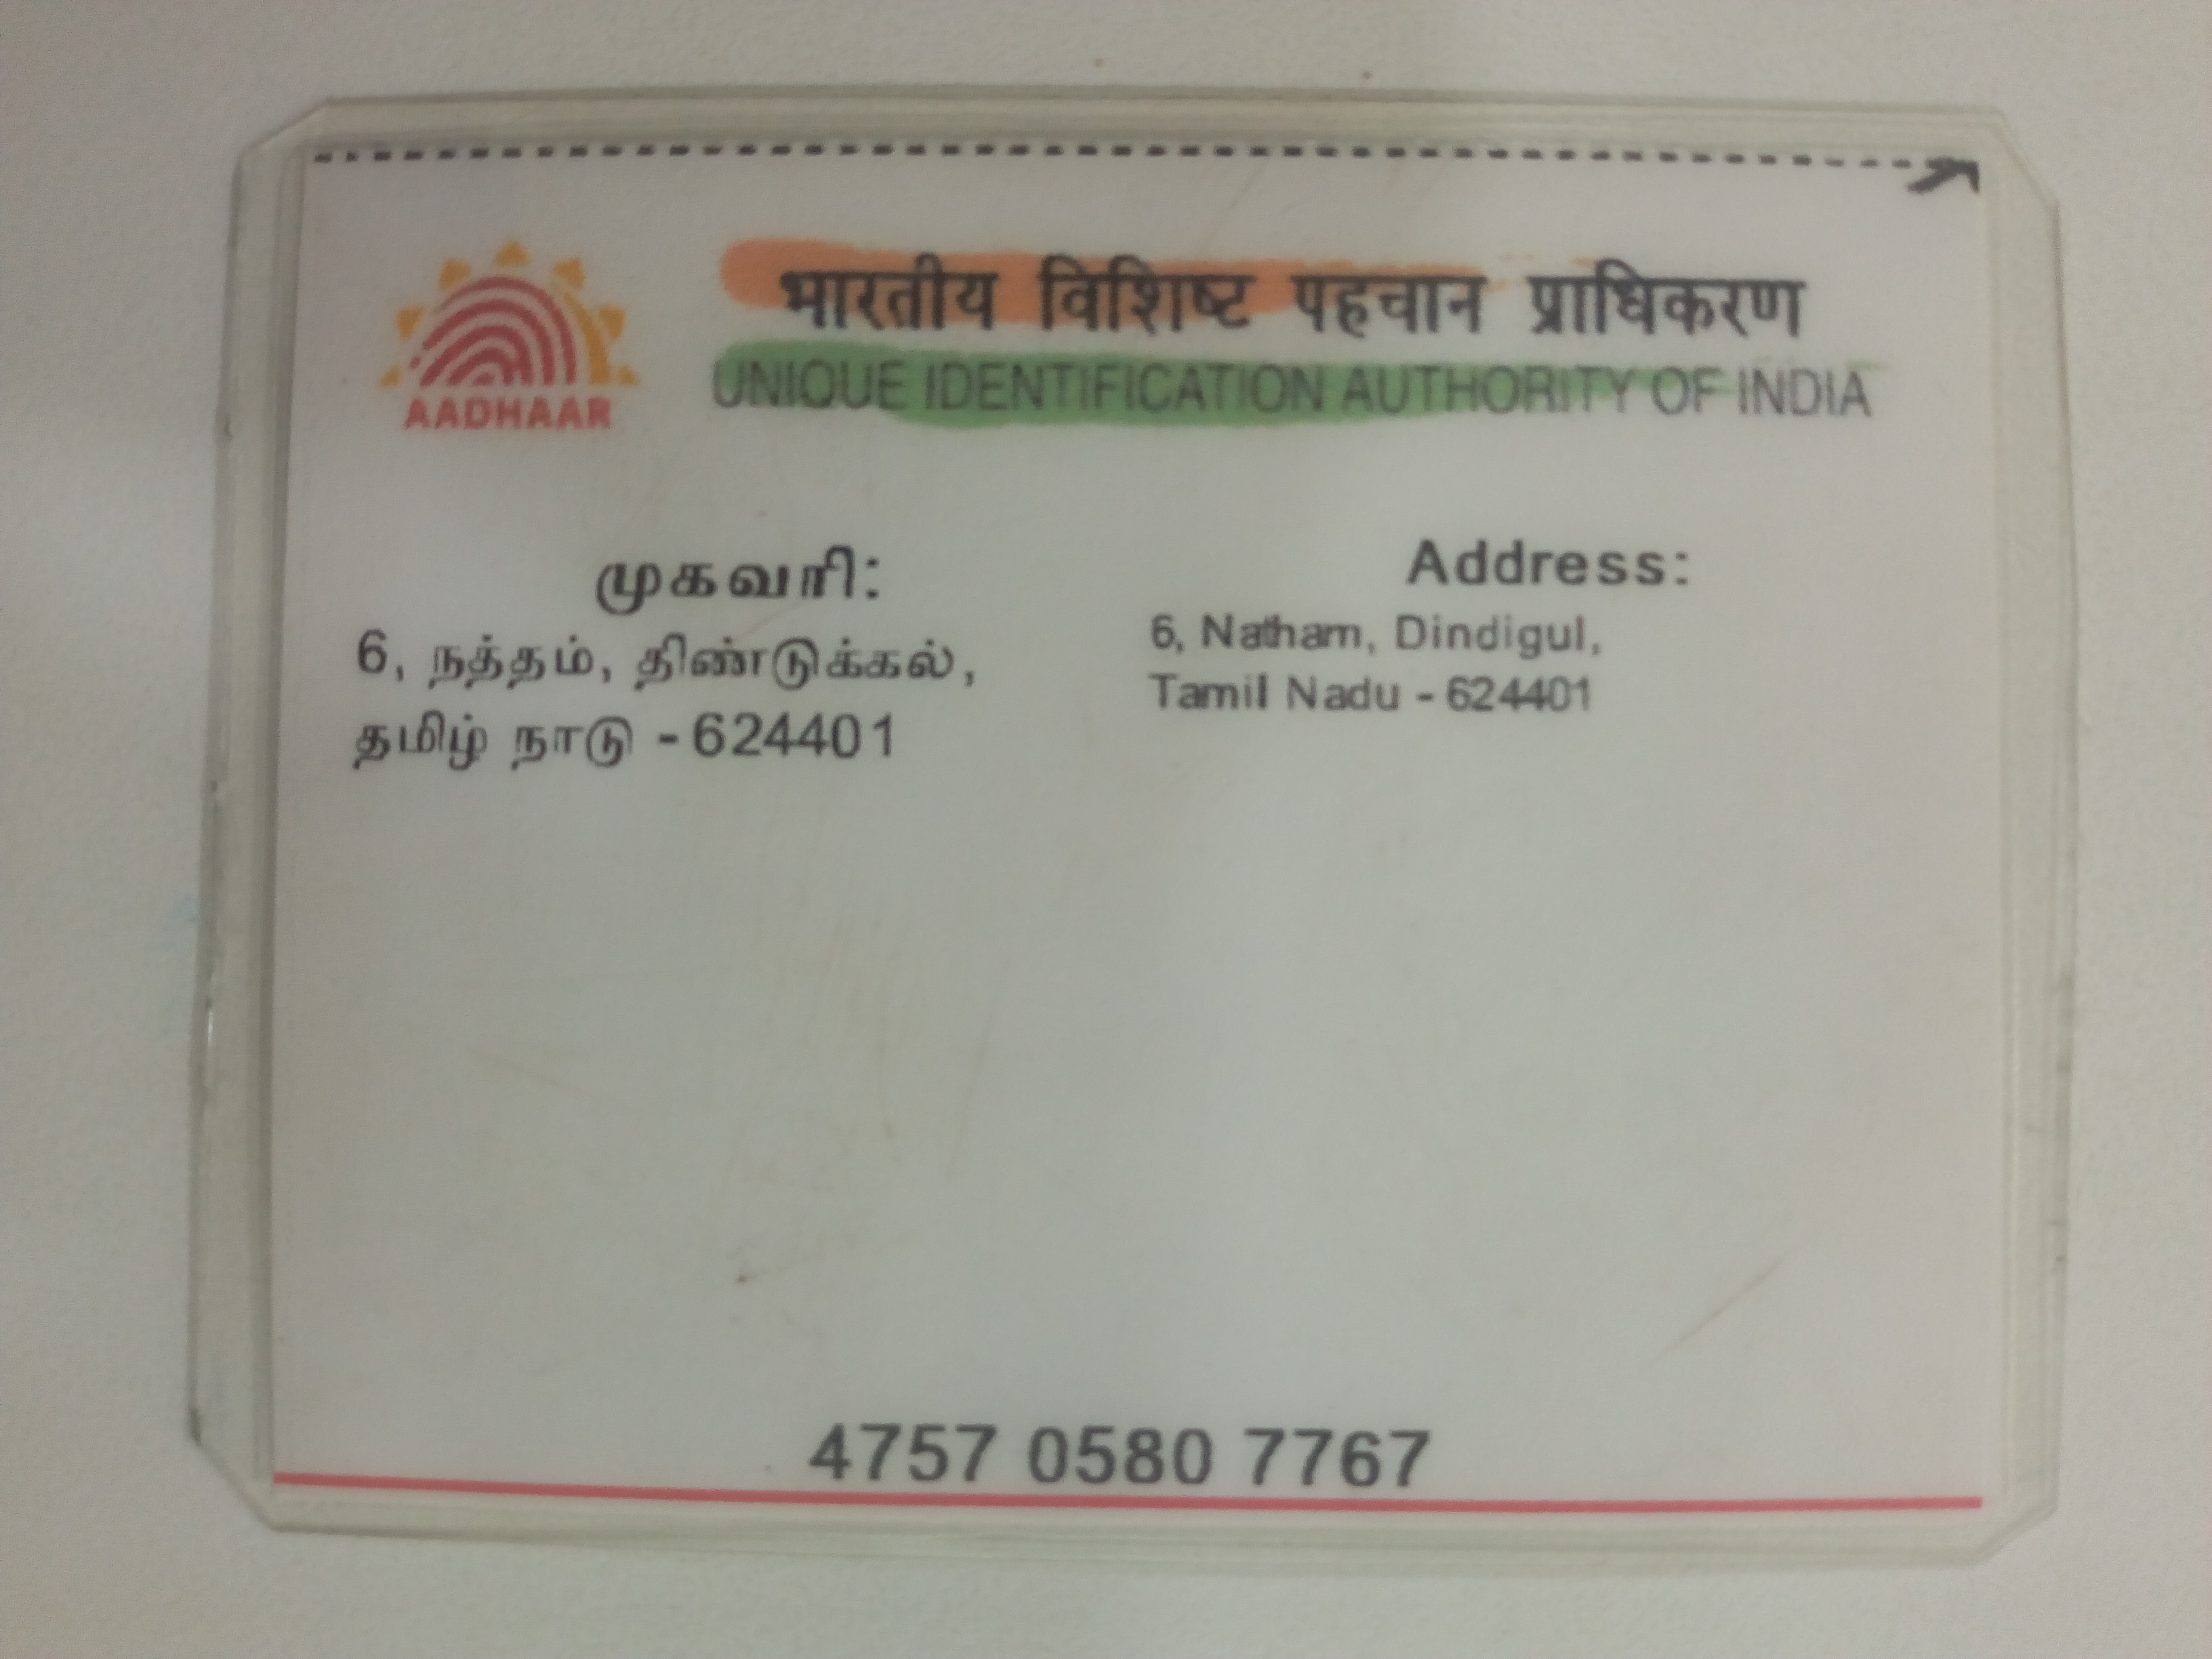 भारतीय विशिष्ट पहचान प्राधिकरण
UNIQUE IDENTIFICATION AUTHORITY OF INDIA
AADHAAR
முகவரி:
6, நத்தம், திண்டுக்கல்,
தமிழ் நாடு - 624401
Address:
6, Natham, Dindigul,
Tamil Nadu - 624401
4757 0580 7767